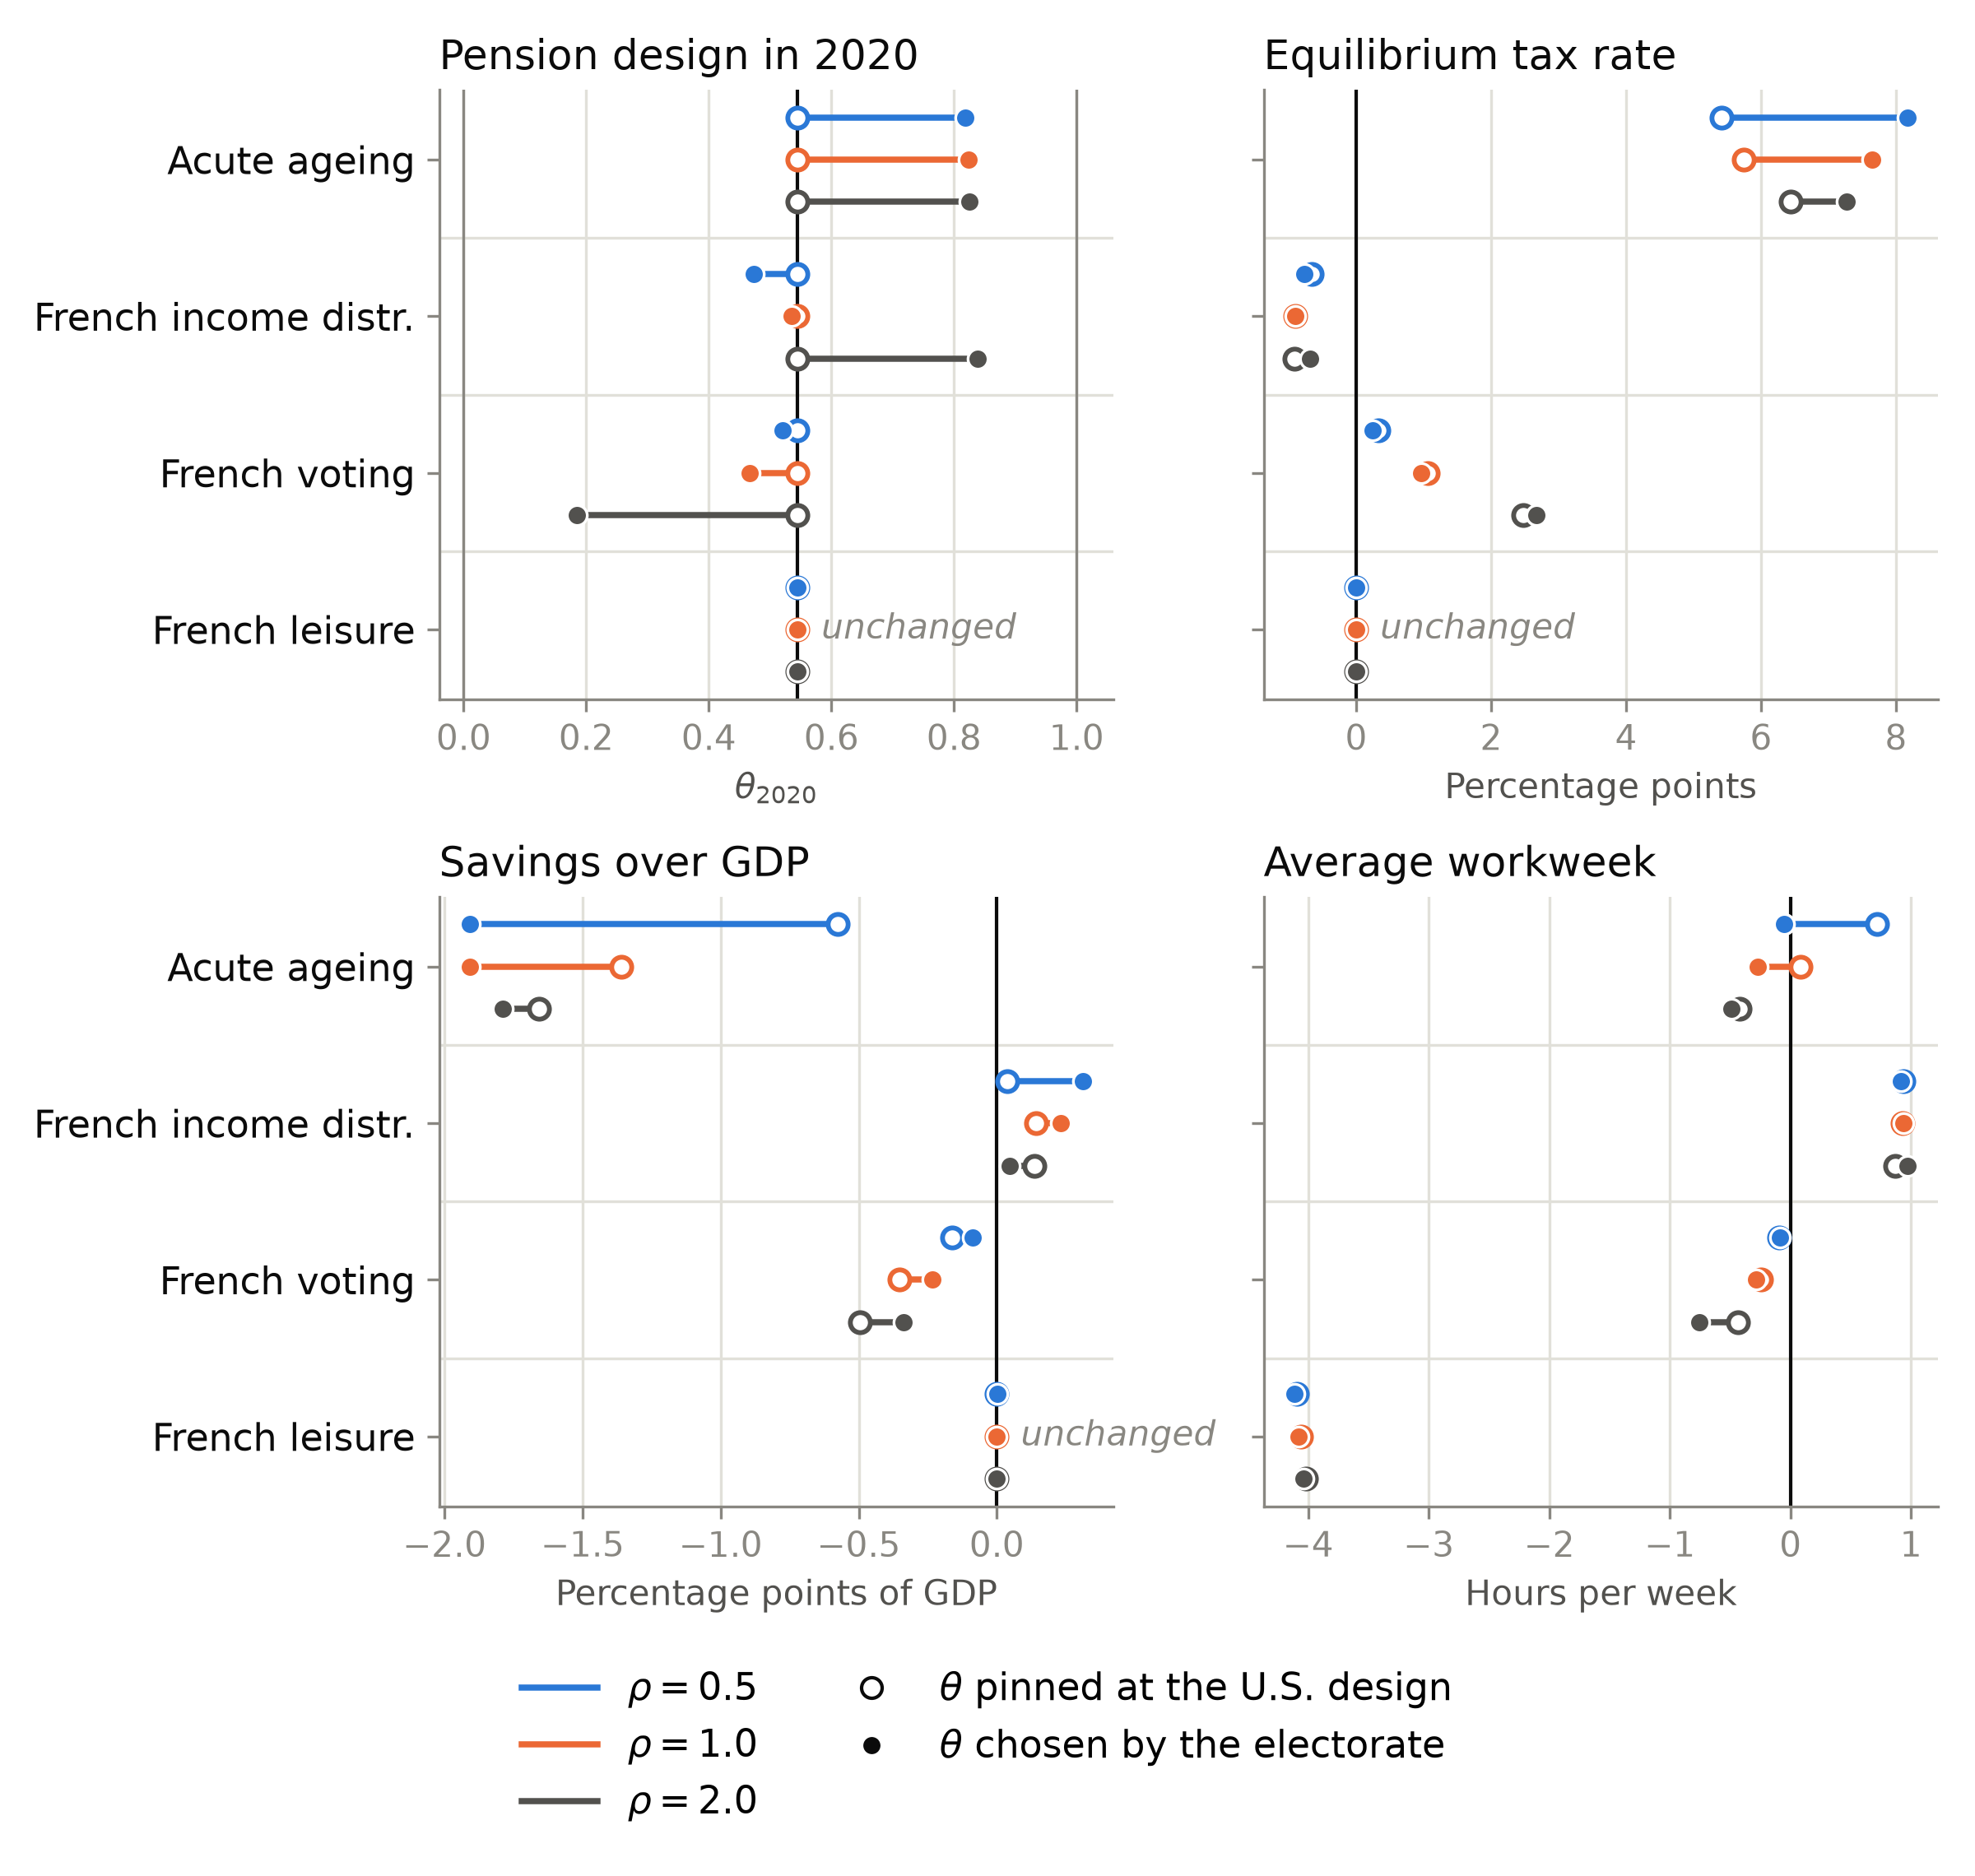 Pension design in 2020
Acute ageing
French income distr.
French voting
French leisure
unchanged
0.0 0.2 0.4 0.6 0.8 1.0
θ2020
Equilibrium tax rate
unchanged
0 2 4 6 8
Percentage points
Savings over GDP
Acute ageing
French income distr.
French voting
French leisure
unchanged
−2.0 −1.5 −1.0 −0.5 0.0
Percentage points of GDP
Average workweek
−4 −3 −2 −1 0 1
Hours per week
ρ = 0.5
ρ = 1.0
ρ = 2.0
θ pinned at the U.S. design
θ chosen by the electorate